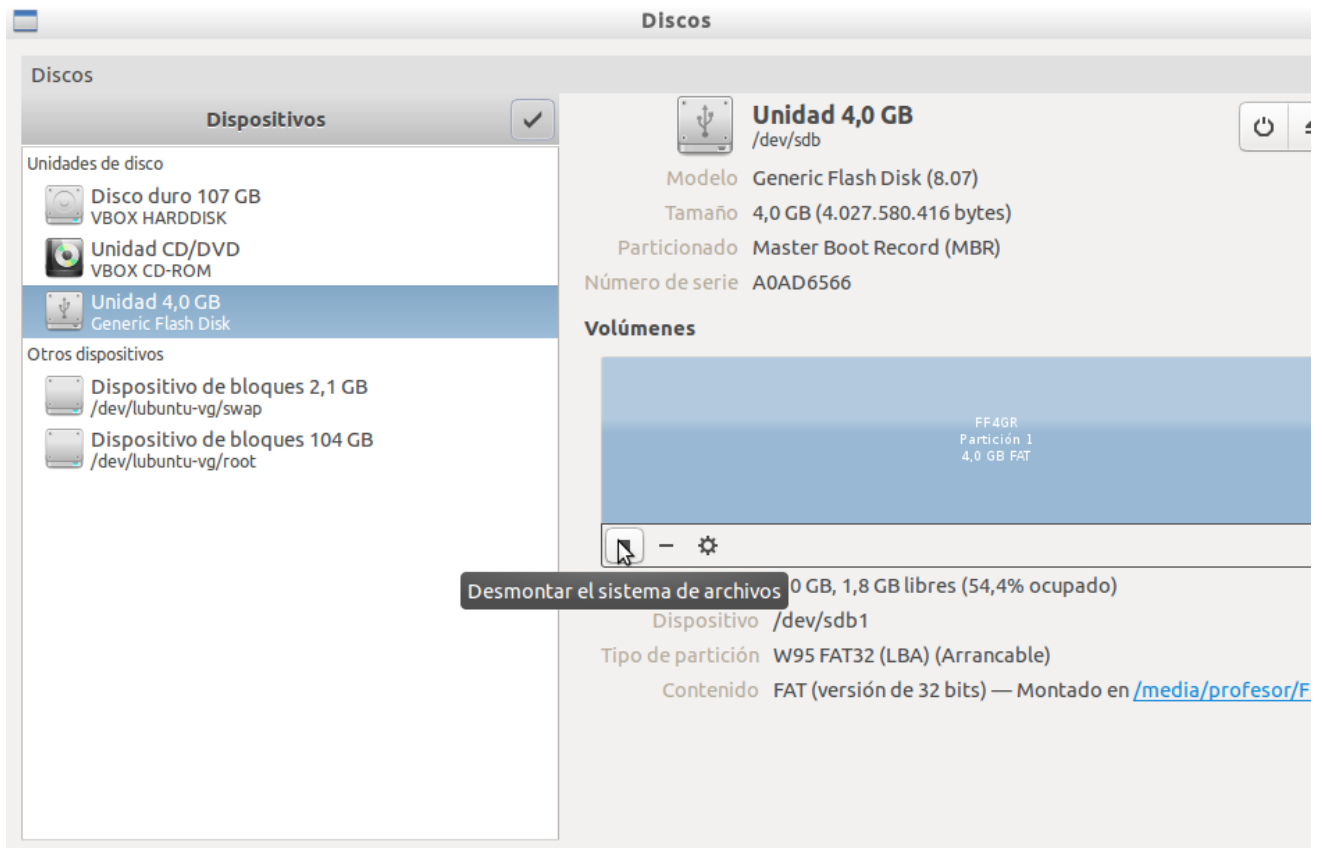 Discos
Discos
Dispositivos
Unidades de disco
Disco duro 107 GB
VBOX HARDDISK
Unidad CD/DVD
VBOX CD-ROM
Unidad 4,0 GB
Generic Flash Disk
Otros dispositivos
Dispositivo de bloques 2,1 GB
/dev/lubuntu-vg/swap
Dispositivo de bloques 104 GB
/dev/lubuntu-vg/root
Unidad 4,0 GB
/dev/sdb
Modelo Generic Flash Disk (8.07)
Tamaño 4,0 GB (4.027.580.416 bytes)
Particionado Master Boot Record (MBR)
Número de serie A0AD6566
Volúmenes
FF4GR
Partición 1
4,0 GB FAT
Desmontar el sistema de archivos
0 GB, 1,8 GB libres (54,4% ocupado)
Dispositivo /dev/sdb1
Tipo de partición W95 FAT32 (LBA) (Arrancable)
Contenido FAT (versión de 32 bits) — Montado en /media/profesor/F